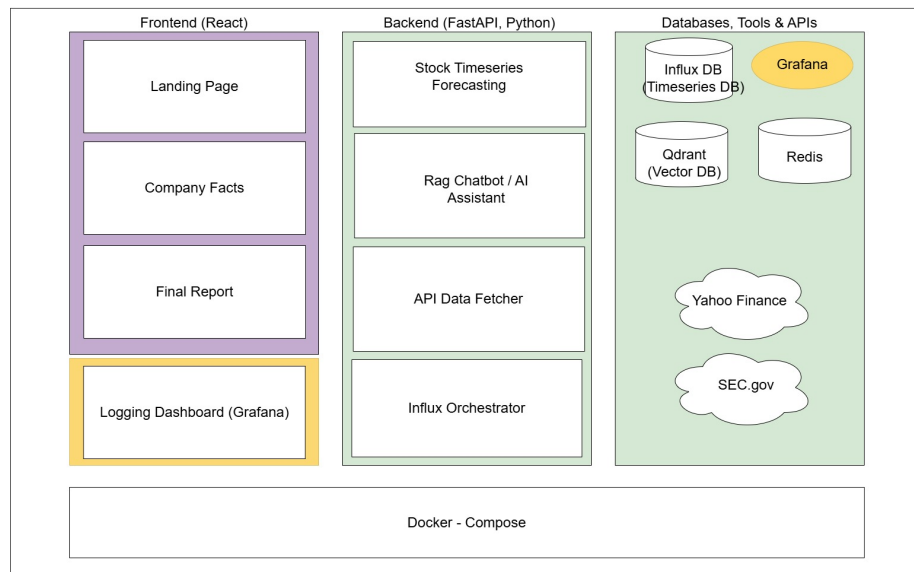 Frontend (React)
Landing Page
Company Facts
Final Report
Logging Dashboard (Grafana)
Backend (FastAPI, Python)
Stock Timeseries
Forecasting
Rag Chatbot / AI
Assistant
API Data Fetcher
Influx Orchestrator
Databases, Tools & APIs
Influx DB
(Timeseries DB)
Grafana
Qdrant
(Vector DB)
Redis
Yahoo Finance
SEC.gov
Docker - Compose